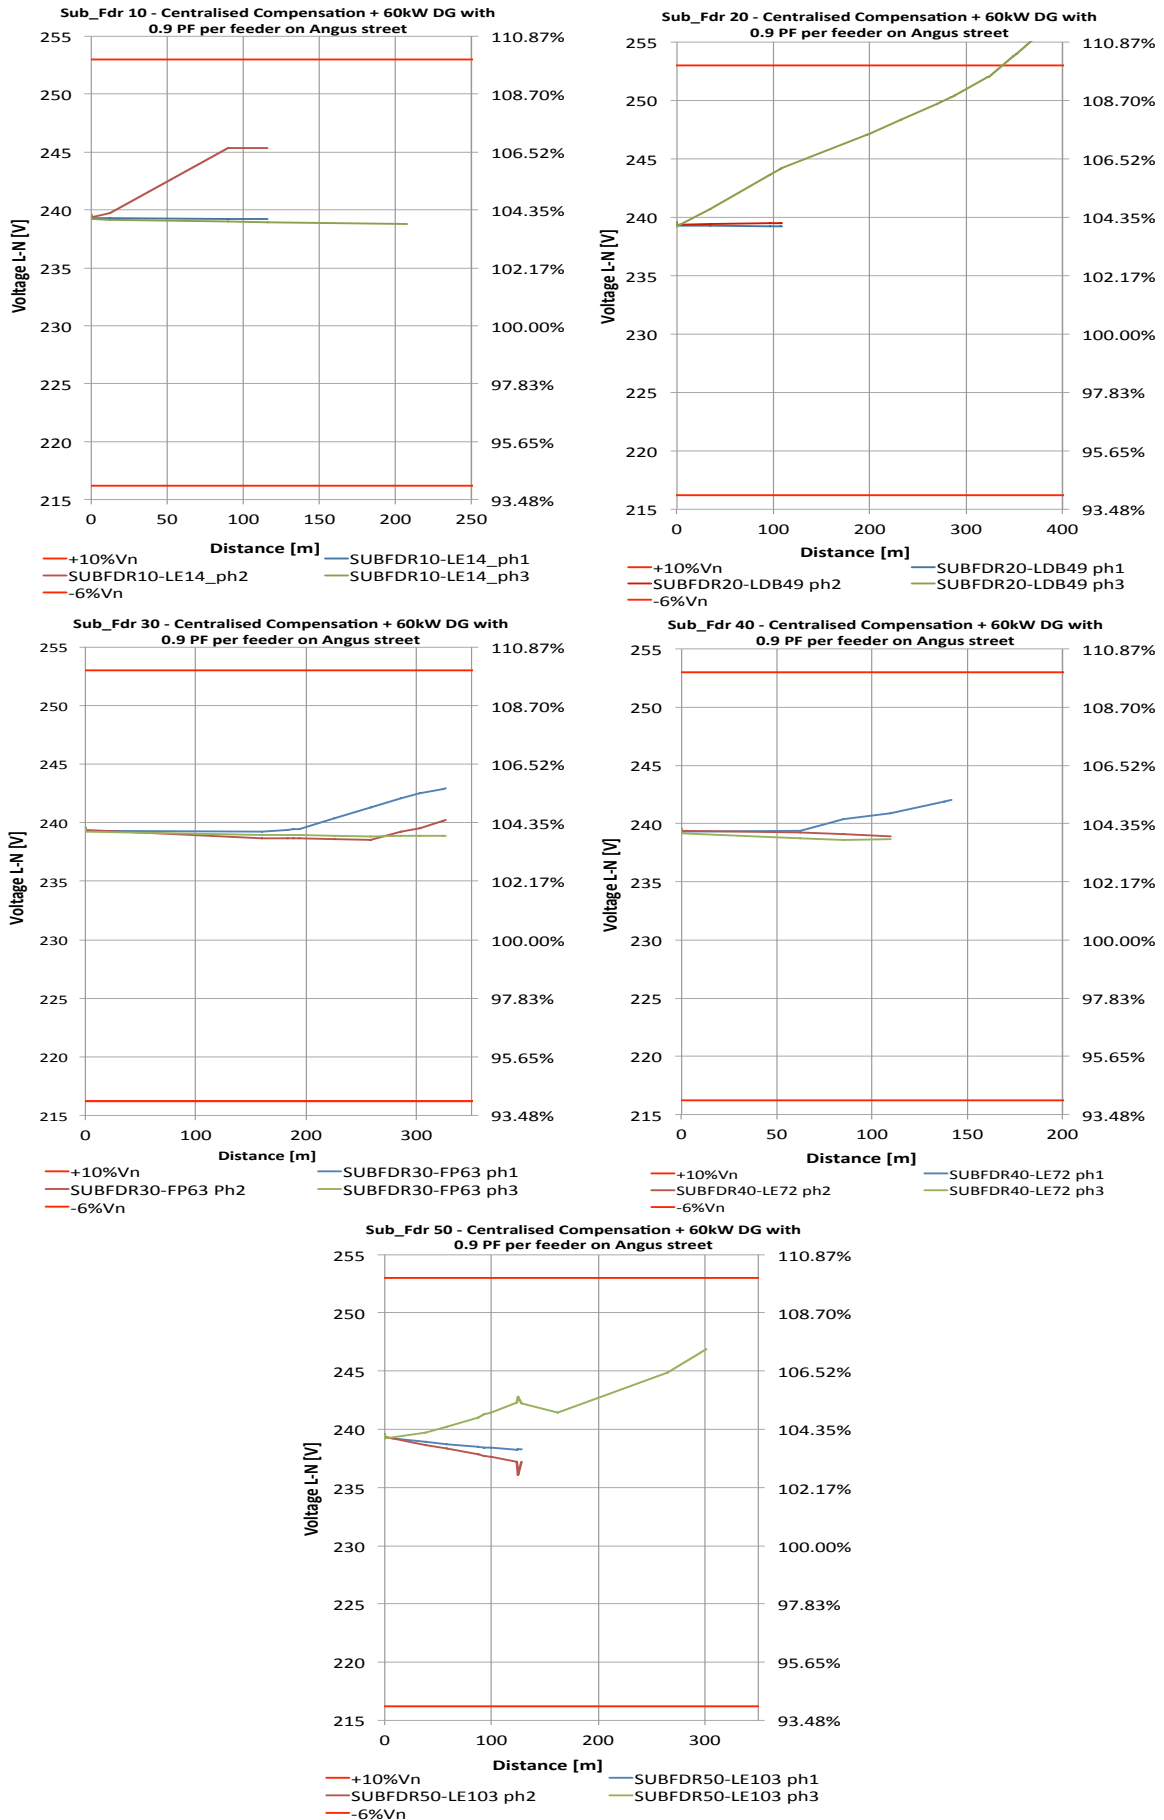 Sub_Fdr 10 - Centralised Compensation + 60kW DG with
0.9 PF per feeder on Angus street
255
250
245
240
235
230
225
220
215
110.87%
108.70%
106.52%
104.35%
102.17%
100.00%
97.83%
95.65%
93.48%
Voltage L-N [V]
0 50 100 150 200 250
Distance [m]
+10%Vn SUBFDR10-LE14_ph1
SUBFDR10-LE14_ph2 SUBFDR10-LE14_ph3
-6%Vn
Sub_Fdr 20 - Centralised Compensation + 60kW DG with
0.9 PF per feeder on Angus street
255
250
245
240
235
230
225
220
215
110.87%
108.70%
106.52%
104.35%
102.17%
100.00%
97.83%
95.65%
93.48%
Voltage L-N [V]
0 100 200 300 400
Distance [m]
+10%Vn SUBFDR20-LDB49 ph1
SUBFDR20-LDB49 ph2 SUBFDR20-LDB49 ph3
-6%Vn
Sub_Fdr 30 - Centralised Compensation + 60kW DG with
0.9 PF per feeder on Angus street
255
250
245
240
235
230
225
220
215
110.87%
108.70%
106.52%
104.35%
102.17%
100.00%
97.83%
95.65%
93.48%
Voltage L-N [V]
0 100 200 300
Distance [m]
+10%Vn SUBFDR30-FP63 ph1
SUBFDR30-FP63 Ph2 SUBFDR30-FP63 ph3
-6%Vn
Sub_Fdr 40 - Centralised Compensation + 60kW DG with
0.9 PF per feeder on Angus street
255
250
245
240
235
230
225
220
215
110.87%
108.70%
106.52%
104.35%
102.17%
100.00%
97.83%
95.65%
93.48%
Voltage L-N [V]
0 50 100 150 200
Distance [m]
+10%Vn SUBFDR40-LE72 ph1
SUBFDR40-LE72 ph2 SUBFDR40-LE72 ph3
-6%Vn
Sub_Fdr 50 - Centralised Compensation + 60kW DG with
0.9 PF per feeder on Angus street
255
250
245
240
235
230
225
220
215
110.87%
108.70%
106.52%
104.35%
102.17%
100.00%
97.83%
95.65%
93.48%
Voltage L-N [V]
0 100 200 300
Distance [m]
+10%Vn SUBFDR50-LE103 ph1
SUBFDR50-LE103 ph2 SUBFDR50-LE103 ph3
-6%Vn